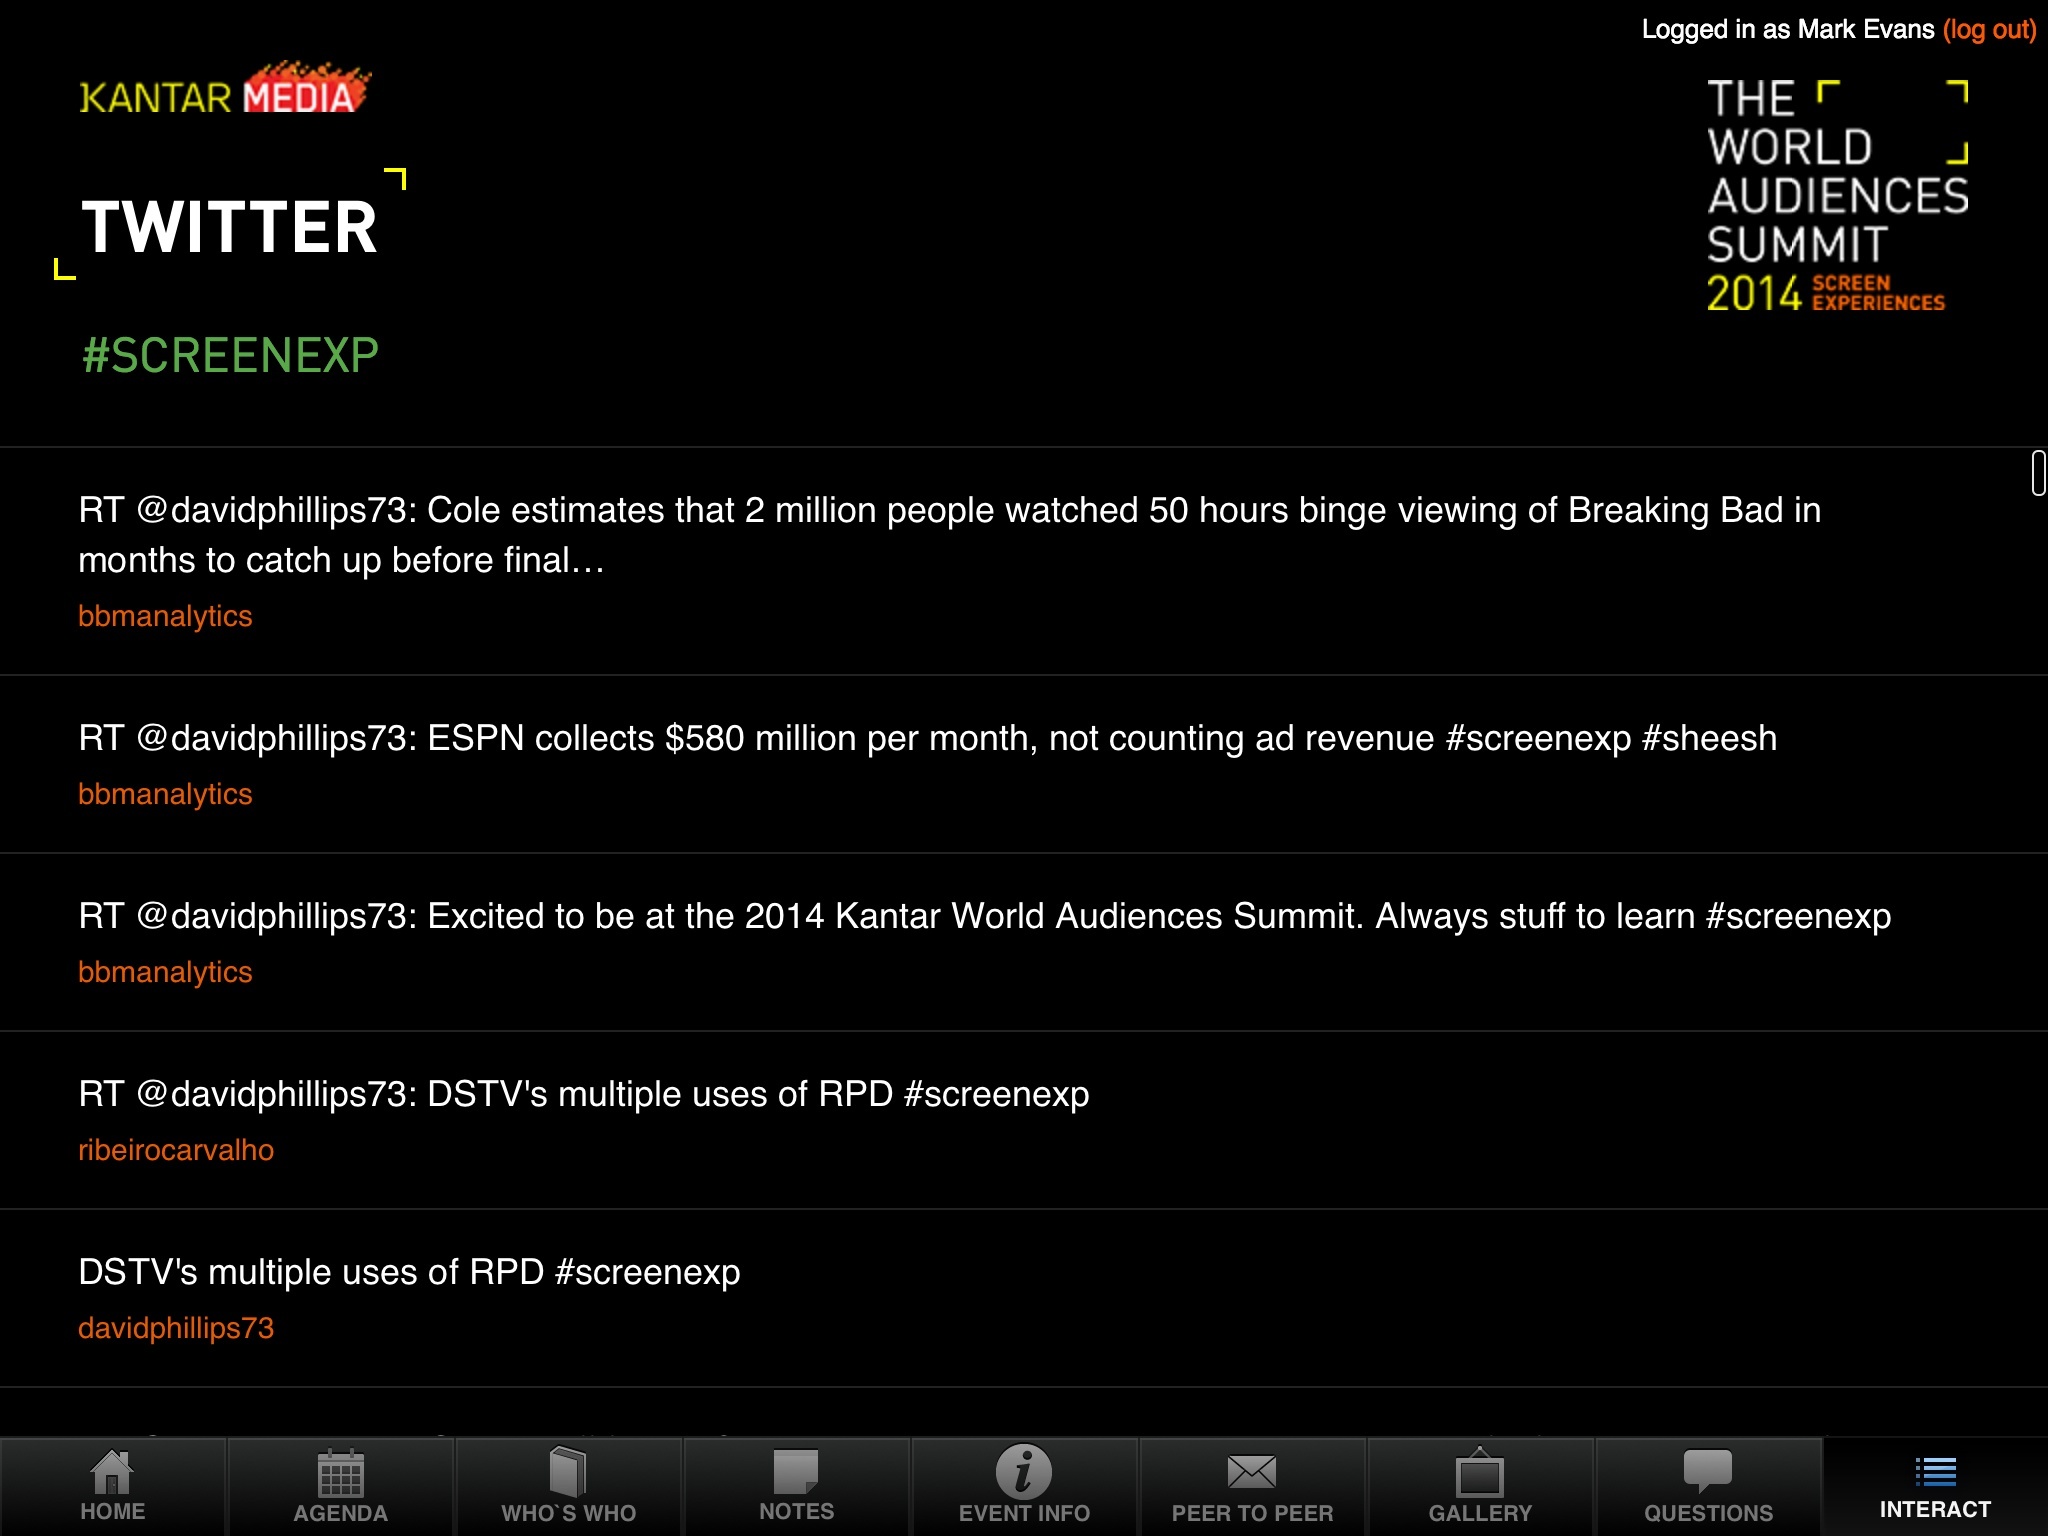 Logged in as Mark Evans (log out)
KANTAR MEDIA
THE
WORLD
AUDIENCES
SUMMIT
2014 SCREEN
EXPERIENCES
TWITTER
#SCREENEXP
RT @davidphillips73: Cole estimates that 2 million people watched 50 hours binge viewing of Breaking Bad in
months to catch up before final…
bbmanalytics
RT @davidphillips73: ESPN collects $580 million per month, not counting ad revenue #screenexp #sheesh
bbmanalytics
RT @davidphillips73: Excited to be at the 2014 Kantar World Audiences Summit. Always stuff to learn #screenexp
bbmanalytics
RT @davidphillips73: DSTV's multiple uses of RPD #screenexp
ribeirocarvalho
DSTV's multiple uses of RPD #screenexp
davidphillips73
HOME
AGENDA
WHO`S WHO
NOTES
EVENT INFO
PEER TO PEER
GALLERY
QUESTIONS
INTERACT